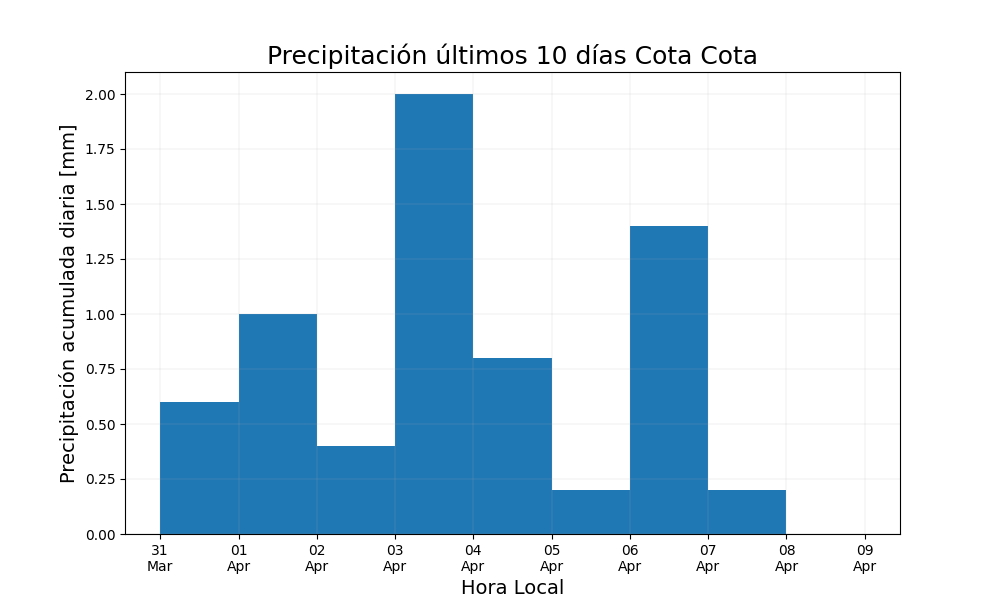 Precipitación últimos 10 días Cota Cota
Precipitación acumulada diaria [mm]
2.00
1.75
1.50
1.25
1.00
0.75
0.50
0.25
0.00
31 01 02 03 04 05 06 07 08 09
Mar Apr Apr Apr Apr Apr Apr Apr Apr Apr
Hora Local